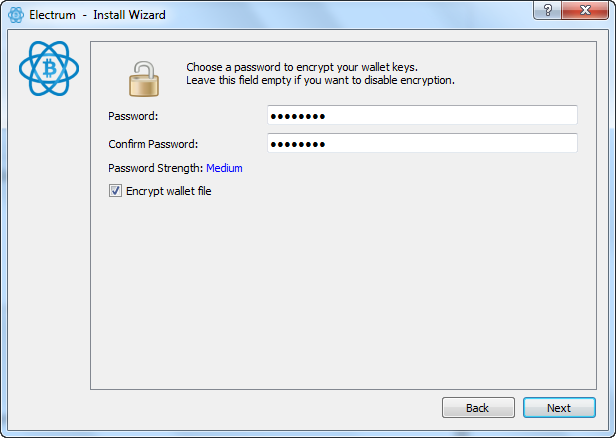 Electrum - Install Wizard
Choose a password to encrypt your wallet keys.
Leave this field empty if you want to disable encryption.
Password: ●●●●●●●●
Confirm Password: ●●●●●●●●
Password Strength: Medium
Encrypt wallet file
Back
Next